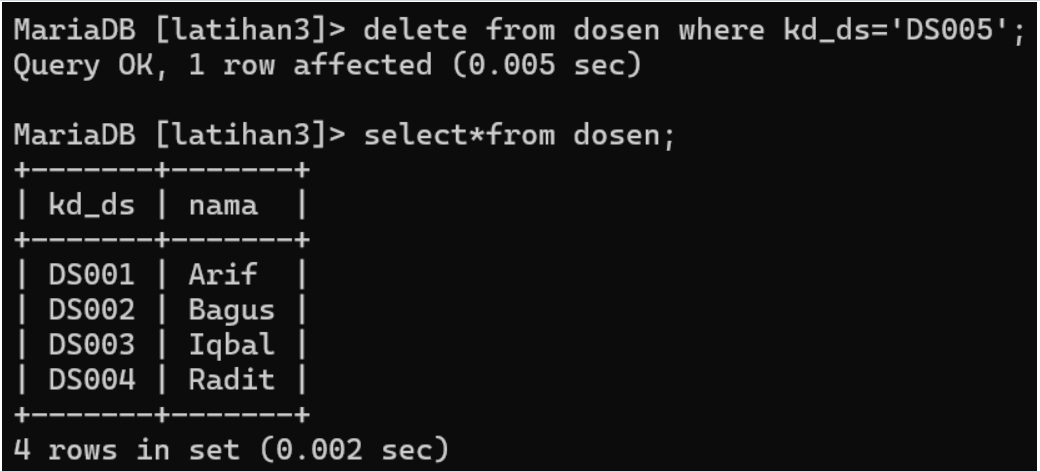 MariaDB [latihan3]> delete from dosen where kd_ds='DS005';
Query OK, 1 row affected (0.005 sec)

MariaDB [latihan3]> select*from dosen;
+-------+-------+
| kd_ds | nama  |
+-------+-------+
| DS001 | Arif  |
| DS002 | Bagus |
| DS003 | Iqbal |
| DS004 | Radit |
+-------+-------+
4 rows in set (0.002 sec)